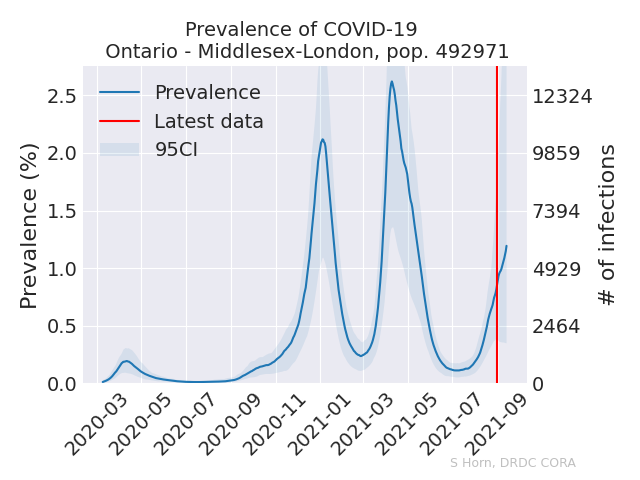 Prevalence of COVID-19
Ontario - Middlesex-London, pop. 492971
Prevalence
Latest data
95CI
Prevalence (%)
2.5
2.0
1.5
1.0
0.5
0.0
12324
9859
7394
4929
2464
0
# of infections
2020-03
2020-05
2020-07
2020-09
2020-11
2021-01
2021-03
2021-05
2021-07
2021-09
S Horn, DRDC CORA